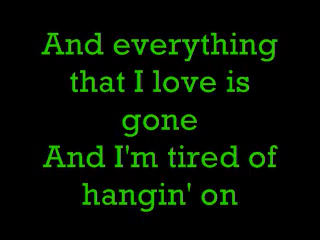 And everything
that I love is
gone
And I'm tired of
hangin' on